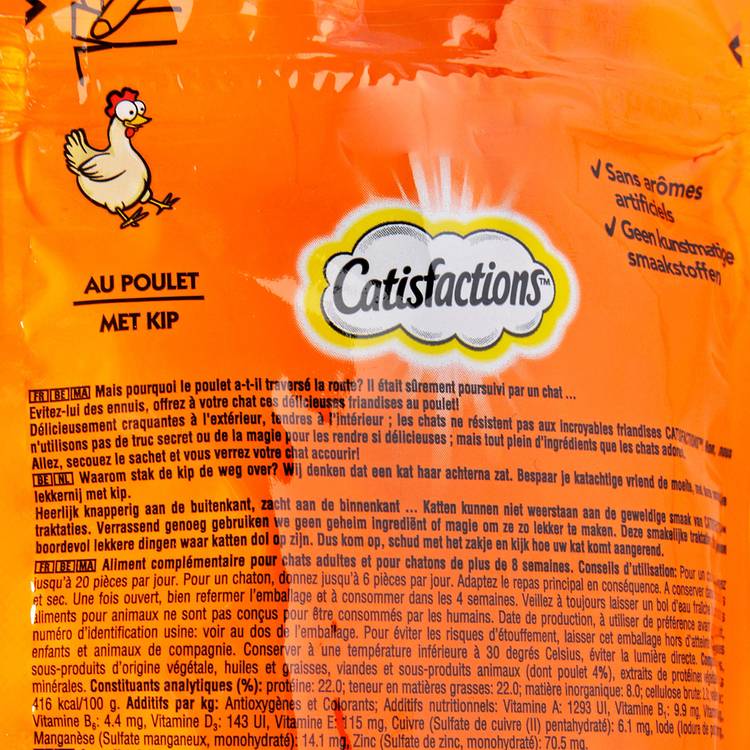 AU POULET
MET KIP
Catisfactions™
✓ Sans arômes
artificiels
✓ Geen kunstmatige
smaakstoffen
FR BE MA Mais pourquoi le poulet a-t-il traversé la route? Il était sûrement poursuivi par un chat ...
Evitez-lui des ennuis, offrez à votre chat ces délicieuses friandises au poulet!
Délicieusement craquantes à l'extérieur, tendres à l'intérieur ; les chats ne résistent pas aux incroyables friandises
n'utilisons pas de truc secret ou de la magie pour les rendre si délicieuses ; mais tout plein d'ingrédients que les chats
Allez, secouez le sachet et vous verrez votre chat accourir!
BE NL Waarom stak de kip de weg over? Wij denken dat een kat haar achterna zat. Bespaar je katachtige vriend de
lekkernij met kip.
Heerlijk knapperig aan de buitenkant, zacht aan de binnenkant ... Katten kunnen niet weerstaan aan de geweldige smaak van
traktaties. Verrassend genoeg gebruiken we geen geheim ingrediënt of magie om ze zo lekker te maken. Deze smakelijke
boordevol lekkere dingen waar katten dol op zijn. Dus kom op, schud met het zakje en kijk hoe uw kat komt aangerend.
FR BE MA Aliment complémentaire pour chats adultes et pour chatons de plus de 8 semaines. Conseils d'utilisation: Pour un
jusqu'à 20 pièces par jour. Pour un chaton, donnez jusqu'à 6 pièces par jour. Adaptez le repas principal en conséquence. A conserver
et sec. Une fois ouvert, bien refermer l'emballage et à consommer dans les 4 semaines. Veillez à toujours laisser un bol d'eau
aliments pour animaux ne sont pas conçus pour être consommés par les humains. Date de production, à utiliser de préférence
numéro d'identification usine: voir au dos de l'emballage. Pour éviter les risques d'étouffement, laisser cet emballage hors
enfants et animaux de compagnie. Conserver à une température inférieure à 30 degrés Celsius, éviter la lumière directe.
sous-produits d'origine végétale, huiles et graisses, viandes et sous-produits animaux (dont poulet 4%), extraits de protéines
minérales. Constituants analytiques (%): protéine: 22.0; teneur en matières grasses: 22.0; matière inorganique: 8.0; cellulose brute:
416 kcal/100 g. Additifs par kg: Antioxygènes et Colorants; Additifs nutritionnels: Vitamine A: 1293 UI, Vitamine B₁: 9.9
Vitamine B₆: 4.4 mg, Vitamine D₃: 143 UI, Vitamine E: 115 mg, Cuivre (Sulfate de cuivre (II) pentahydraté): 6.1 mg, Iode (Iodure
Manganèse (Sulfate manganeux, monohydraté): 14.1 mg, Zinc (Sulfate de zinc, monohydraté): 70.5 mg.